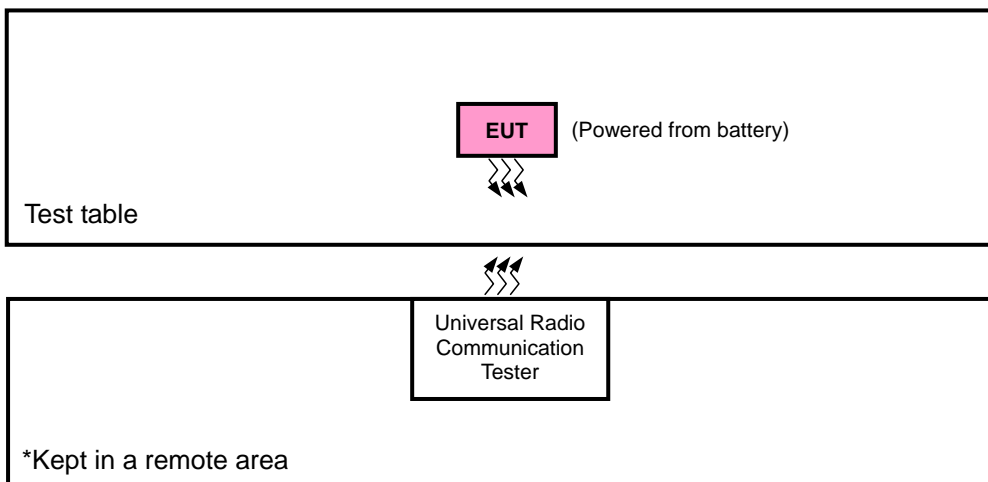 EUT
(Powered from battery)
Test table
Universal Radio
Communication
Tester
*Kept in a remote area